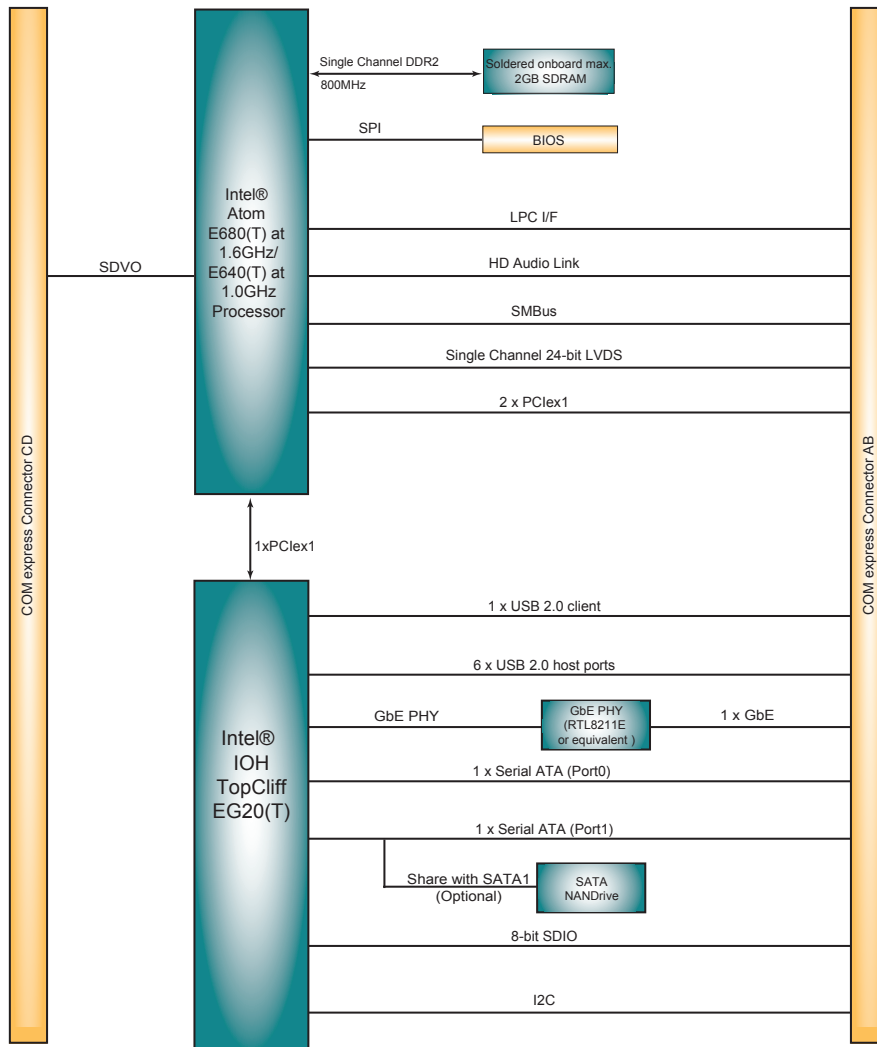 COM express Connector CD
SDVO
Intel®
Atom
E680(T) at
1.6GHz/
E640(T) at
1.0GHz
Processor
Single Channel DDR2
800MHz
Soldered onboard max.
2GB SDRAM
SPI
BIOS
LPC I/F
HD Audio Link
SMBus
Single Channel 24-bit LVDS
2 x PCIex1
1xPCIex1
Intel®
IOH
TopCliff
EG20(T)
1 x USB 2.0 client
6 x USB 2.0 host ports
GbE PHY
GbE PHY
(RTL8211E
or equivalent )
1 x GbE
1 x Serial ATA (Port0)
1 x Serial ATA (Port1)
Share with SATA1
(Optional)
SATA
NANDrive
8-bit SDIO
I2C
COM express Connector AB